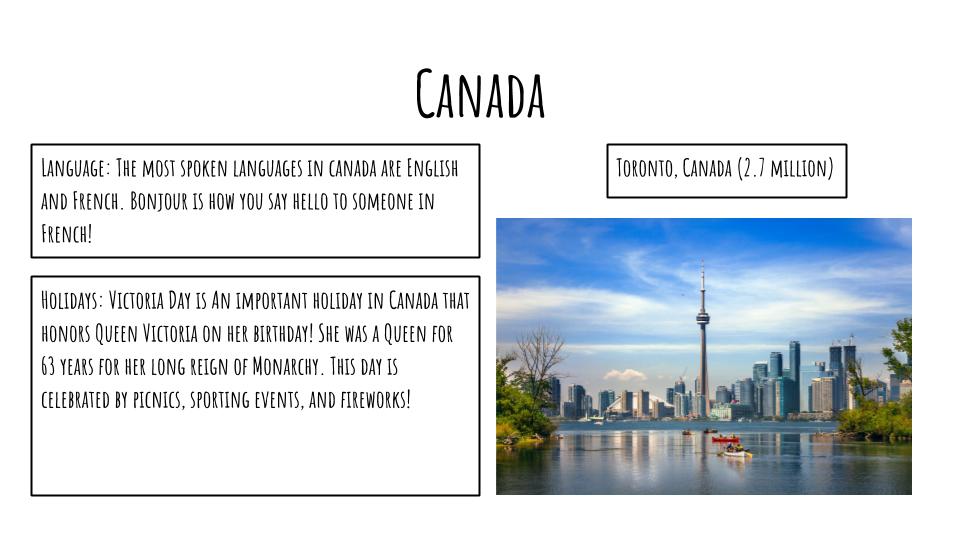 Canada
Language: The most spoken languages in canada are English
and French. Bonjour is how you say hello to someone in
French!
Toronto, Canada (2.7 million)
Holidays: Victoria Day is An important holiday in Canada that
honors Queen Victoria on her birthday! She was a Queen for
63 years for her long reign of Monarchy. This day is
celebrated by picnics, sporting events, and fireworks!